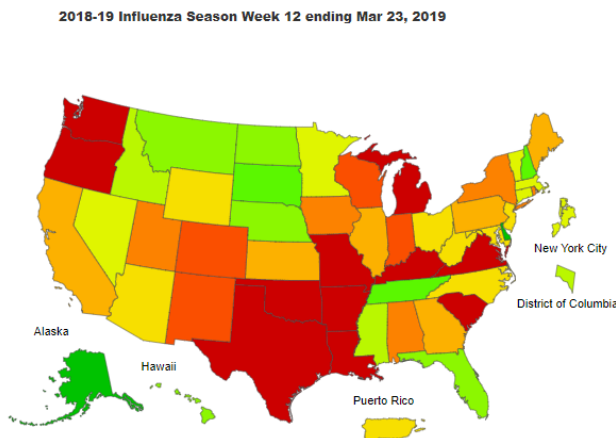 2018-19 Influenza Season Week 12 ending Mar 23, 2019
New York City
District of Columbia
Alaska
Hawaii
Puerto Rico